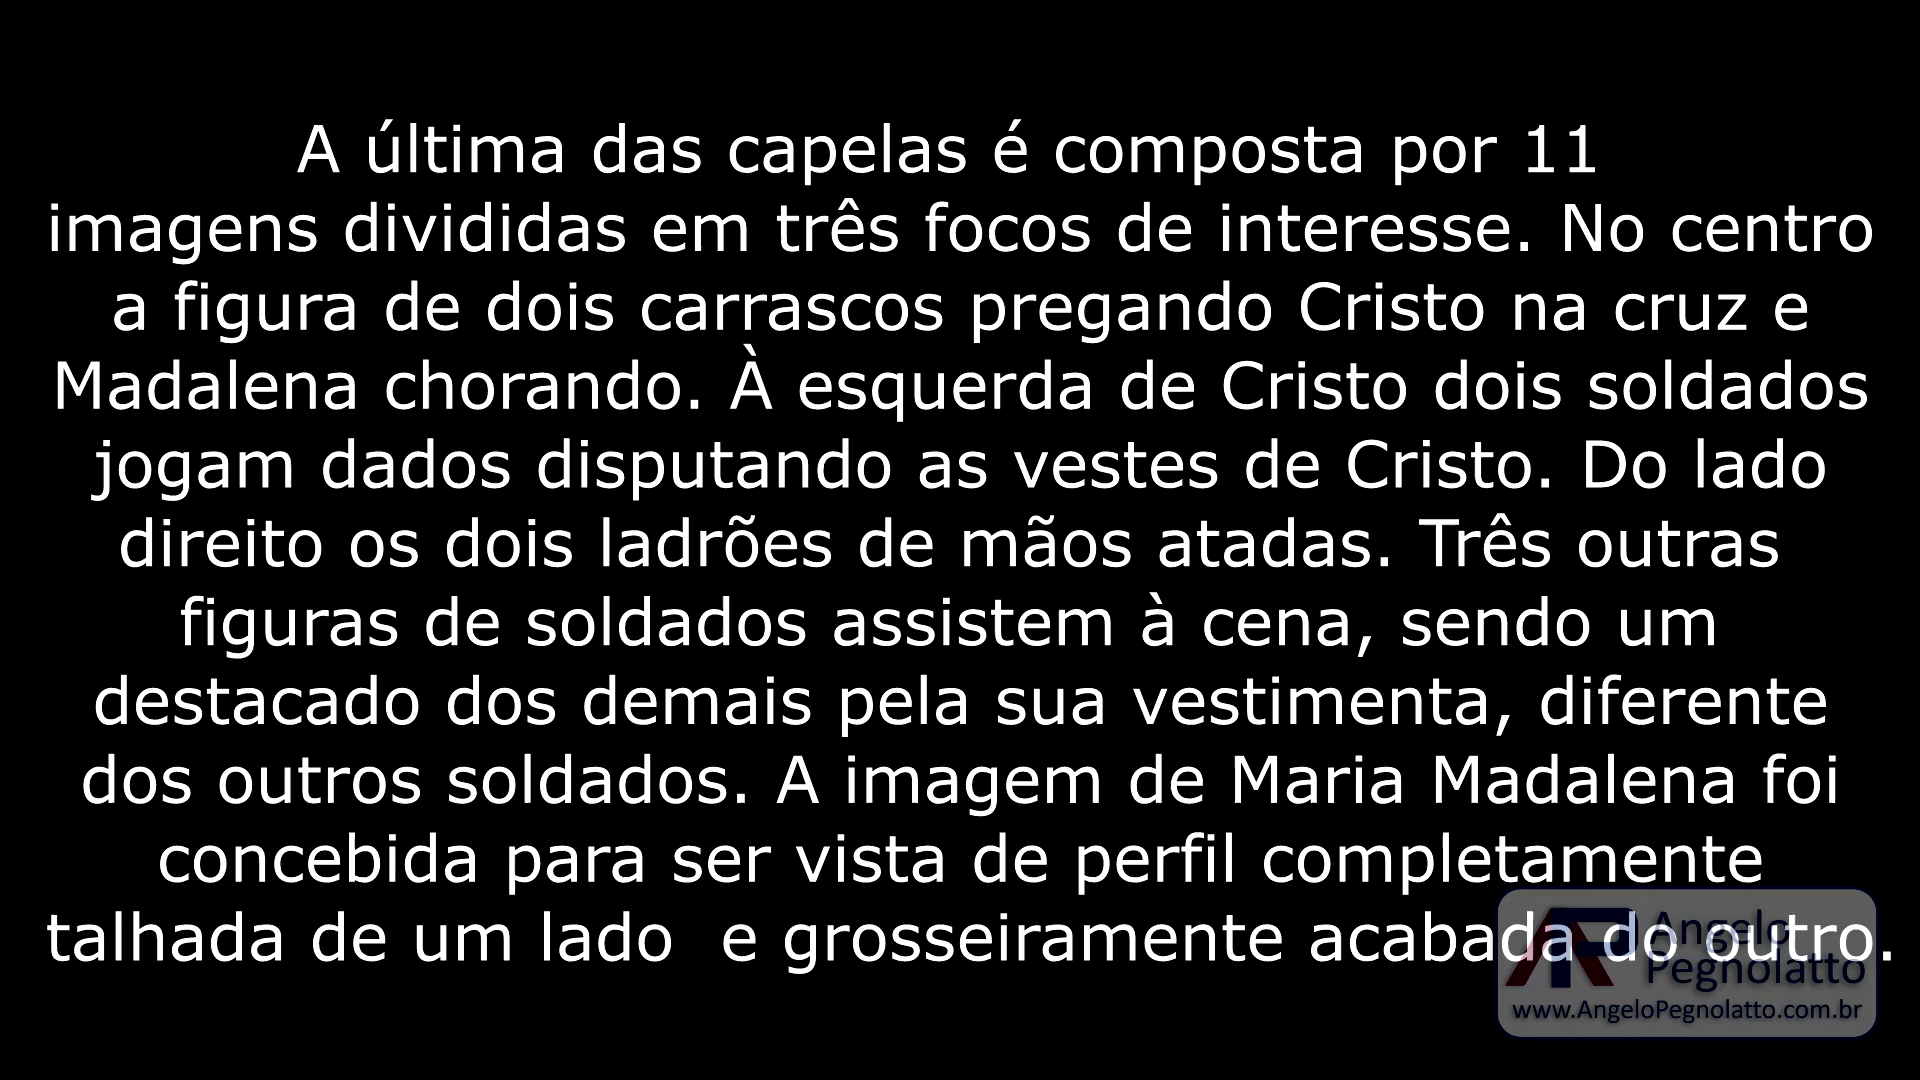 A última das capelas é composta por 11
imagens divididas em três focos de interesse. No centro
a figura de dois carrascos pregando Cristo na cruz e
Madalena chorando. À esquerda de Cristo dois soldados
jogam dados disputando as vestes de Cristo. Do lado
direito os dois ladrões de mãos atadas. Três outras
figuras de soldados assistem à cena, sendo um
destacado dos demais pela sua vestimenta, diferente
dos outros soldados. A imagem de Maria Madalena foi
concebida para ser vista de perfil completamente
talhada de um lado  e grosseiramente acabada do outro.
Angelo
Pegnolatto
www.AngeloPegnolatto.com.br